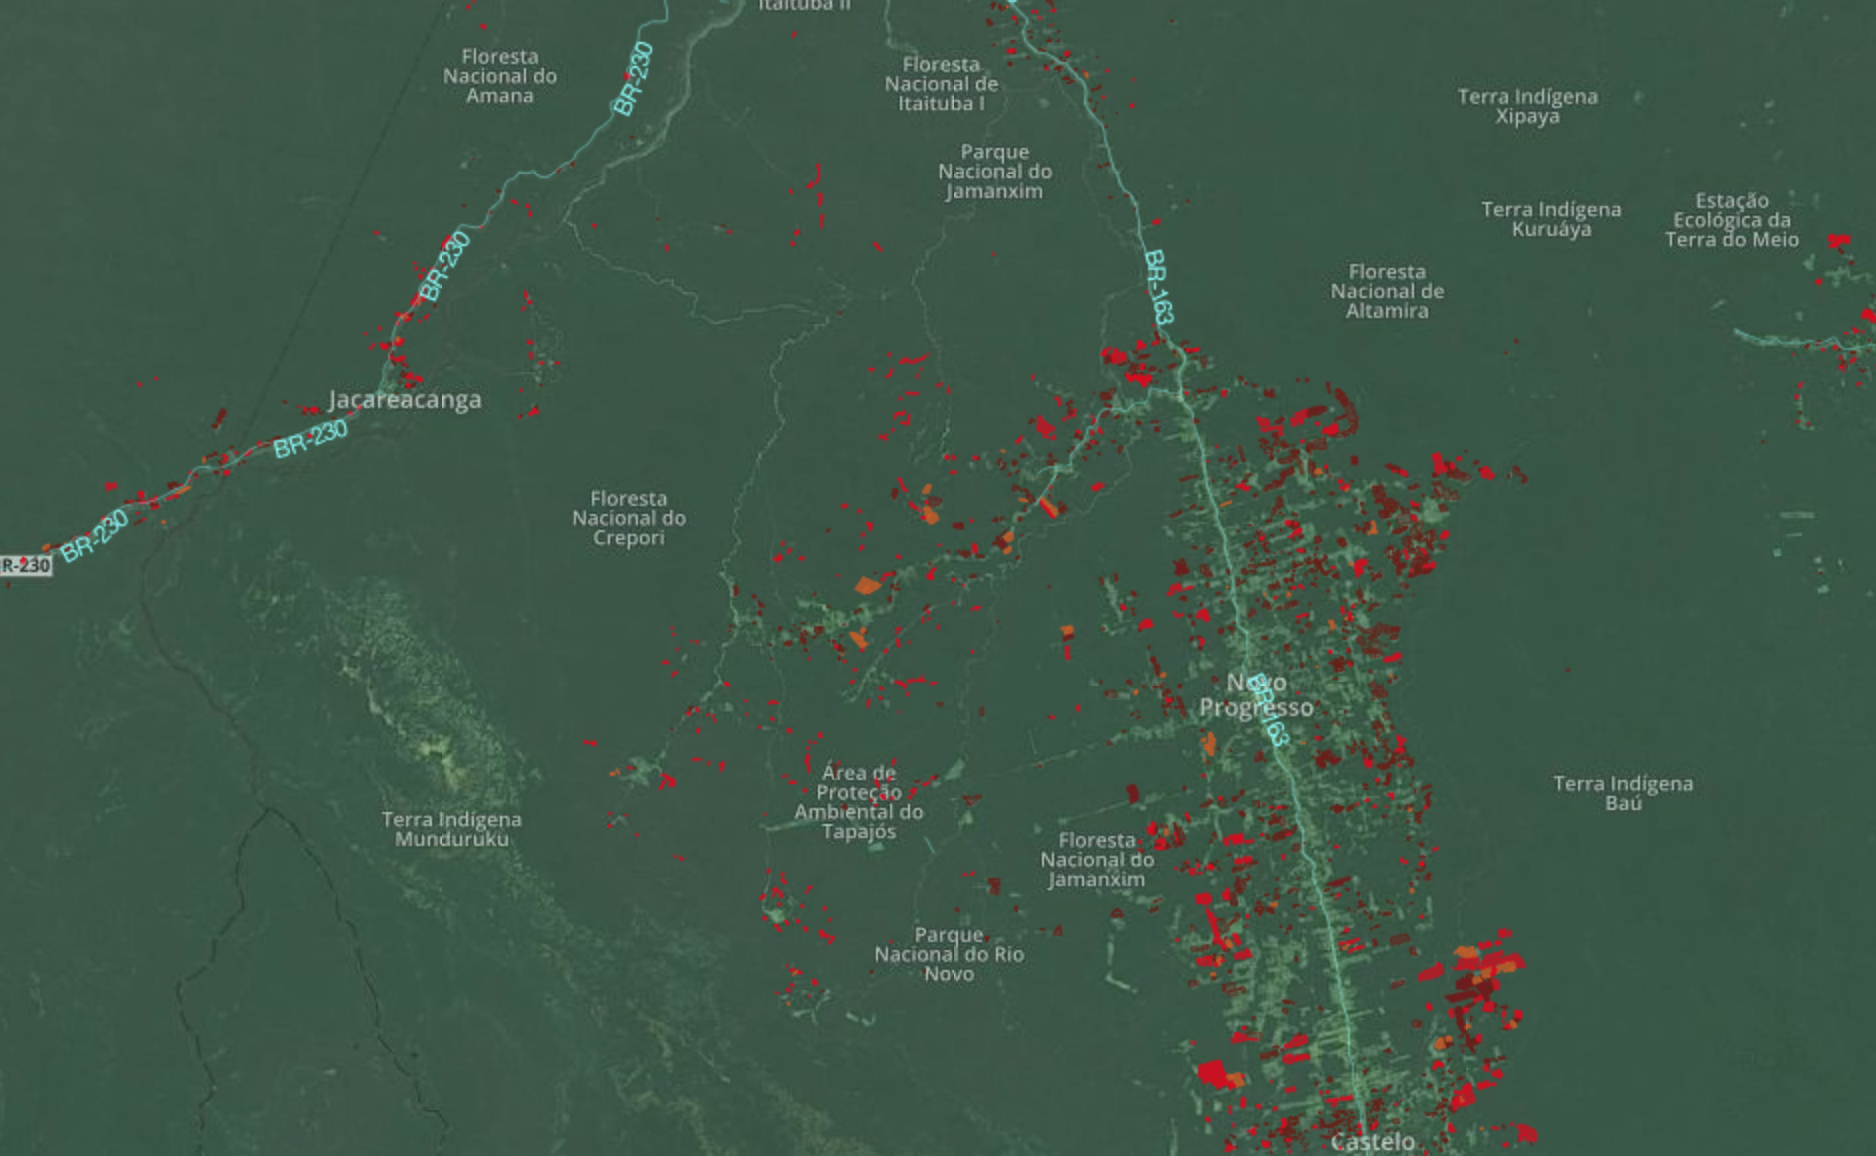 Itaituba II
Floresta
Nacional do
Amana
BR-230
Floresta
Nacional de
Itaituba I
Terra Indígena
Xipaya
Parque
Nacional do
Jamanxim
Terra Indígena
Kuruáya
Estação
Ecológica da
Terra do Meio
BR-230
BR-163
Floresta
Nacional de
Altamira
Jacareacanga
BR-230
Floresta
Nacional do
Crepori
BR-230
R-230
Novo
Progresso
BR-163
Área de
Proteção
Ambiental do
Tapajós
Terra Indígena
Baú
Terra Indígena
Munduruku
Floresta
Nacional do
Jamanxim
Parque
Nacional do Rio
Novo
Castelo